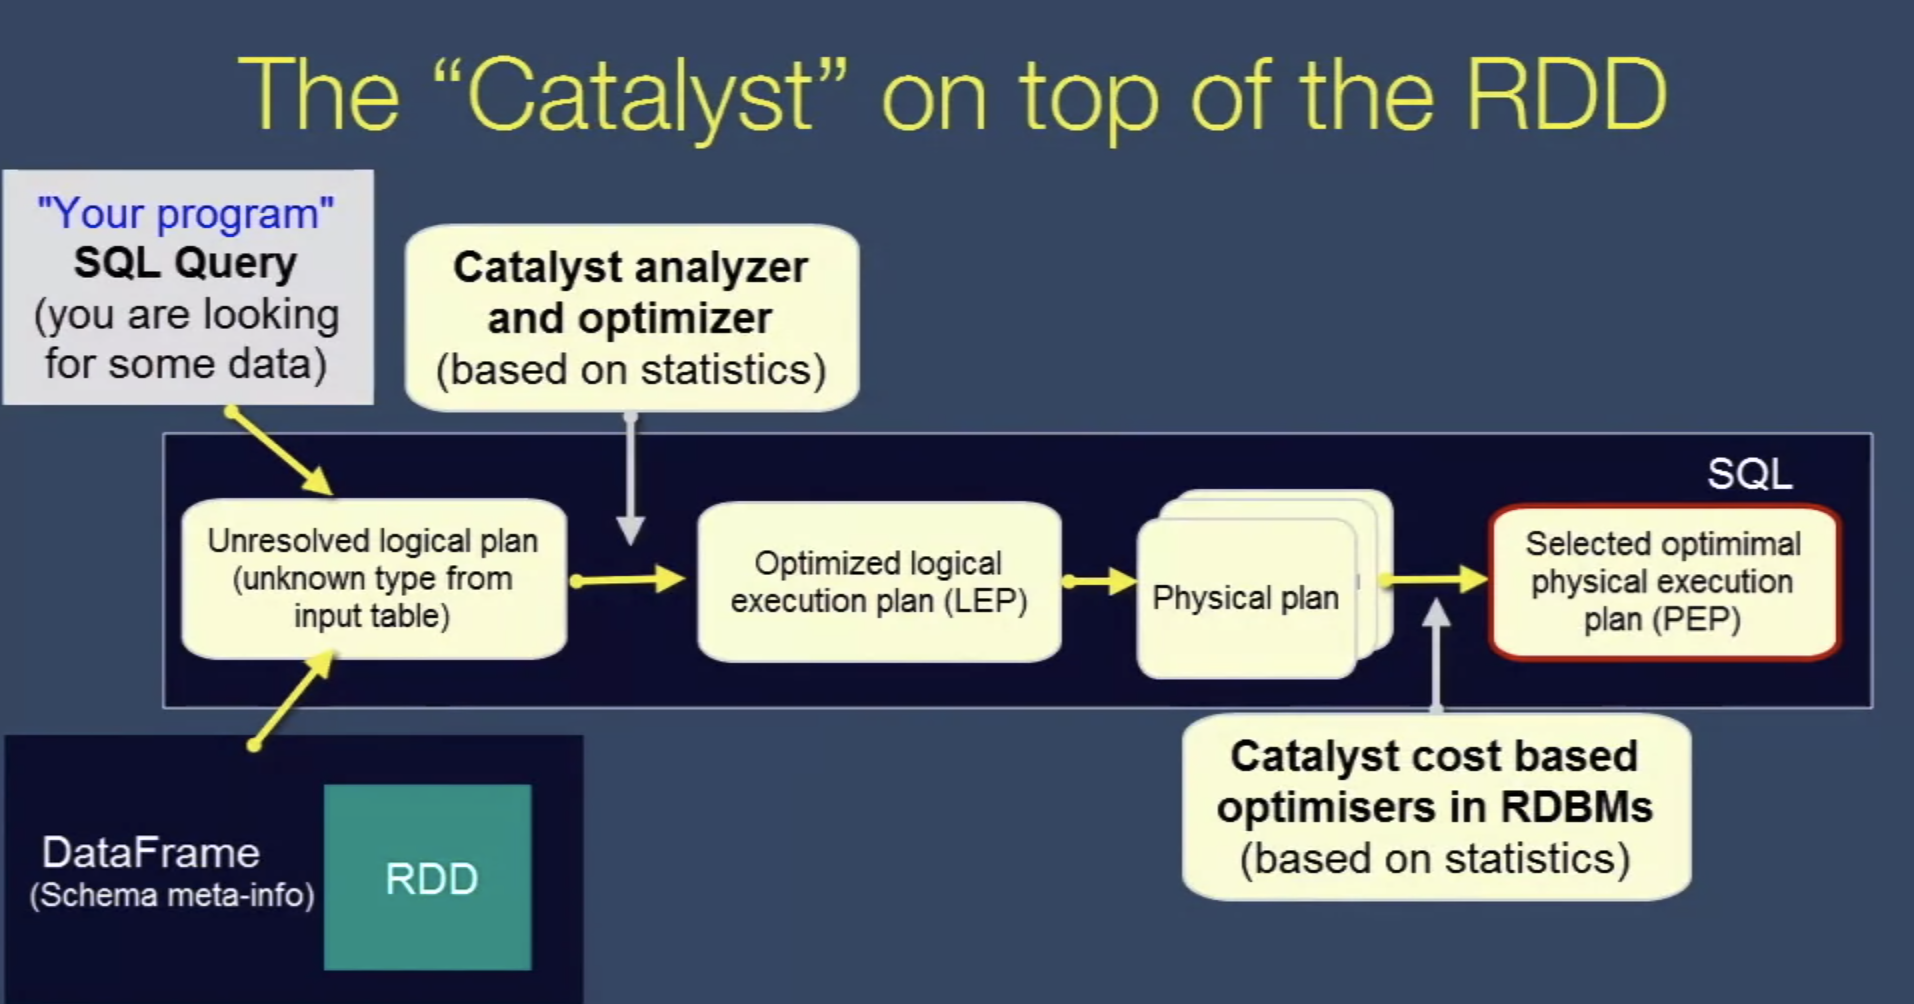 The “Catalyst” on top of the RDD
"Your program"
SQL Query
(you are looking
for some data)
Catalyst analyzer
and optimizer
(based on statistics)
SQL
Unresolved logical plan
(unknown type from
input table)
Optimized logical
execution plan (LEP)
Physical plan
Selected optimimal
physical execution
plan (PEP)
Catalyst cost based
optimisers in RDBMs
(based on statistics)
DataFrame
(Schema meta-info)
RDD